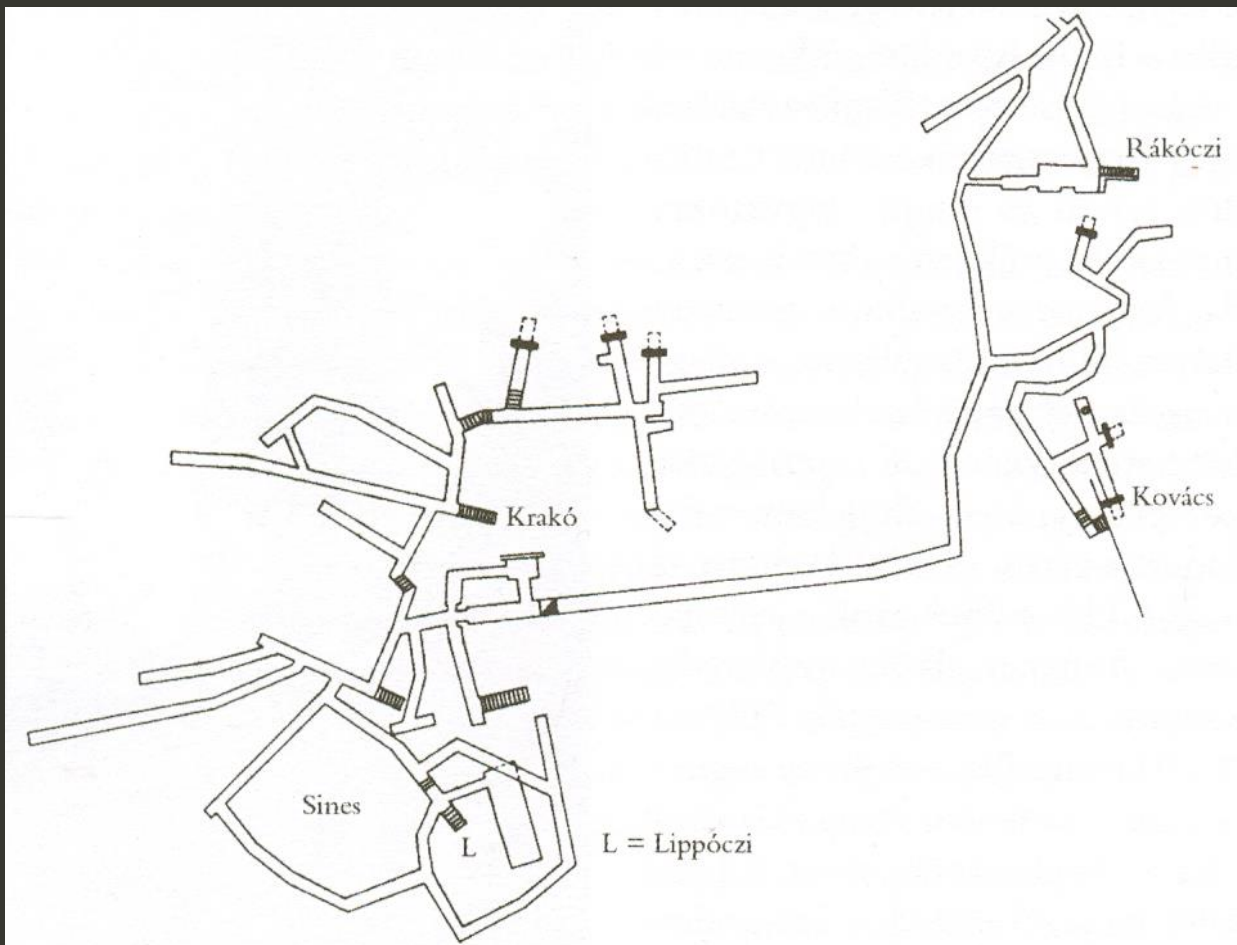 Rákóczi
Kovács
Krakó
Sines
L
L = Lippóczi